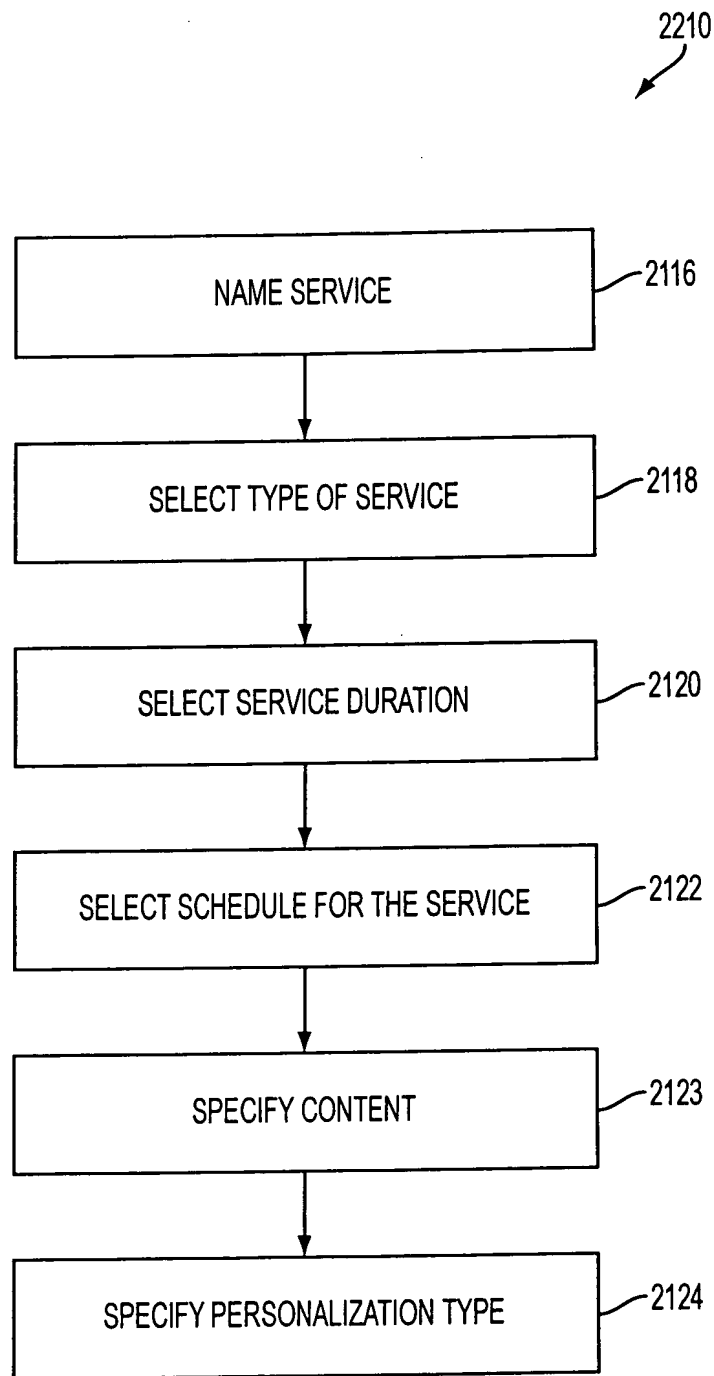 2210
NAME SERVICE
2116
SELECT TYPE OF SERVICE
2118
SELECT SERVICE DURATION
2120
SELECT SCHEDULE FOR THE SERVICE
2122
SPECIFY CONTENT
2123
SPECIFY PERSONALIZATION TYPE
2124